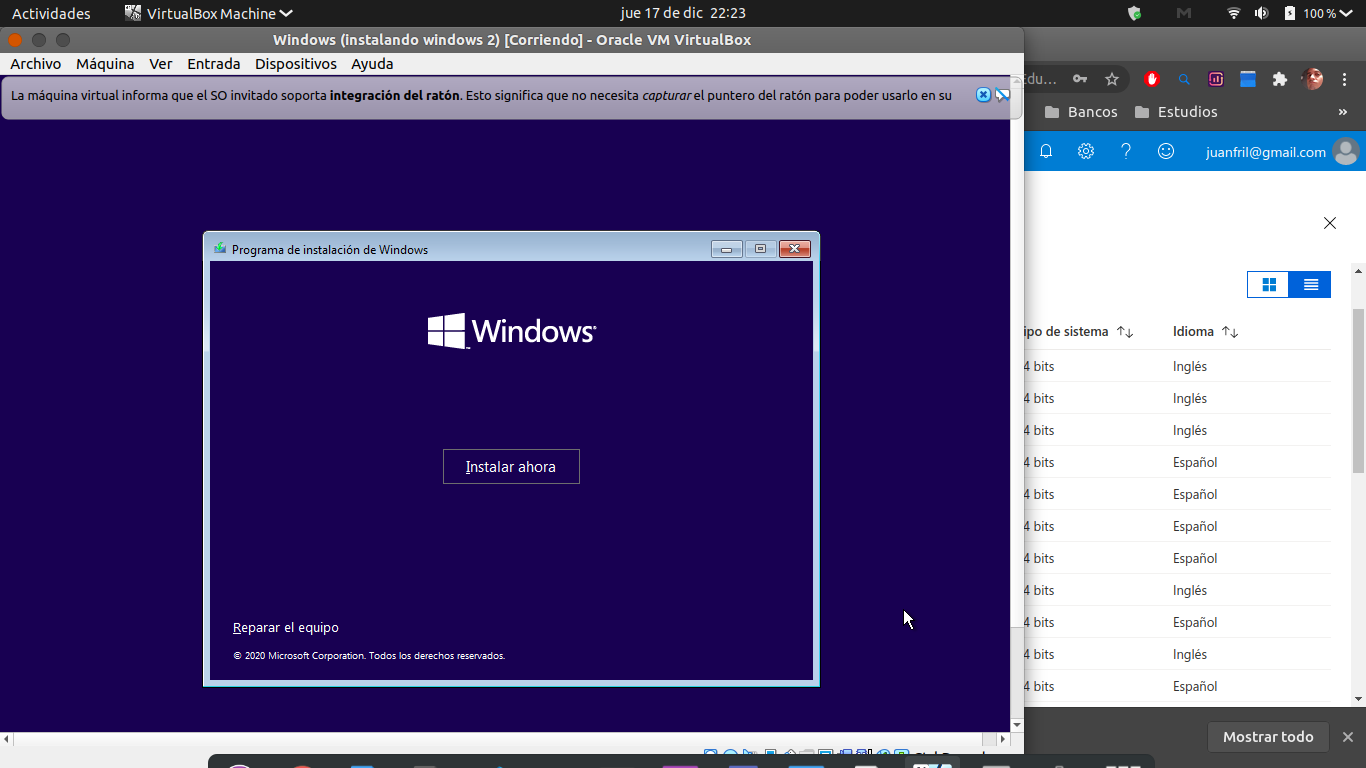 Actividades VirtualBox Machine jue 17 de dic 22:23 100 %
Windows (instalando windows 2) [Corriendo] - Oracle VM VirtualBox
Archivo Máquina Ver Entrada Dispositivos Ayuda
La máquina virtual informa que el SO invitado soporta integración del ratón. Esto significa que no necesita capturar el puntero del ratón para poder usarlo en su
Programa de instalación de Windows
Windows
Instalar ahora
Reparar el equipo
© 2020 Microsoft Corporation. Todos los derechos reservados.
Edu...
Bancos Estudios »
juanfril@gmail.com
ipo de sistema Idioma
4 bits Inglés
4 bits Inglés
4 bits Inglés
4 bits Español
4 bits Español
4 bits Español
4 bits Español
4 bits Inglés
4 bits Español
4 bits Inglés
4 bits Español
Mostrar todo